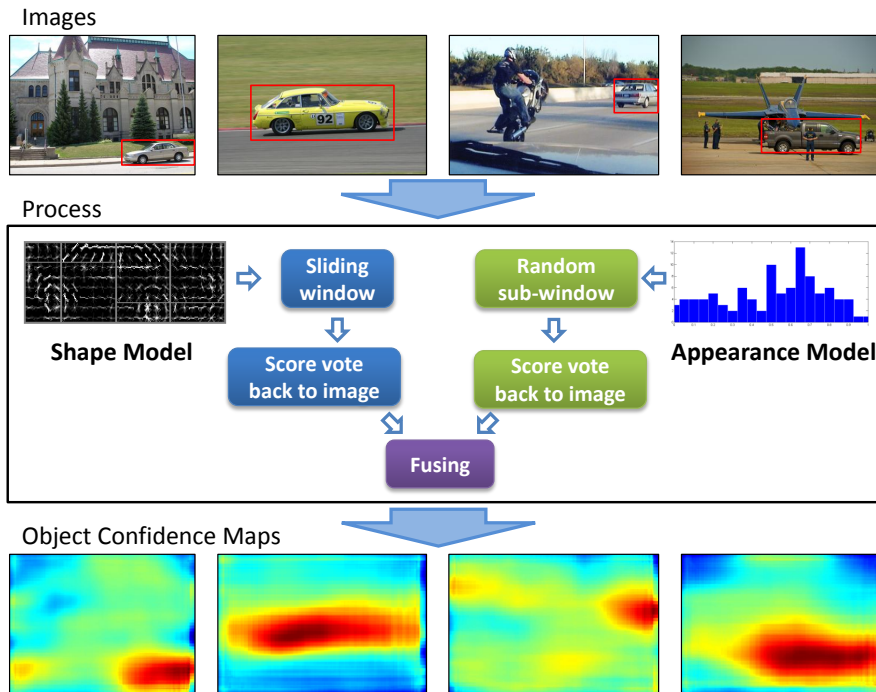 Images
92
Process
Sliding
window
Random
sub-window
Shape Model
Appearance Model
Score vote
back to image
Score vote
back to image
Fusing
Object Confidence Maps